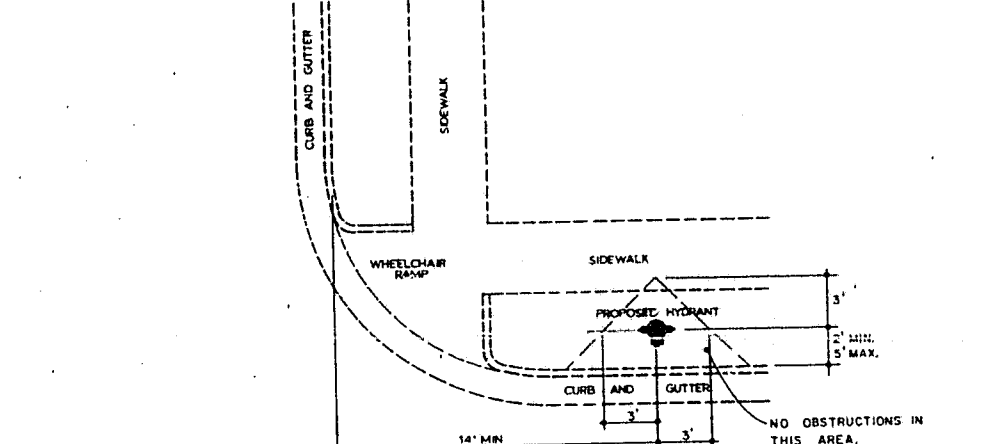 CURB AND GUTTER
SIDEWALK
WHEELCHAIR
RAMP
SIDEWALK
PROPOSED HYDRANT
3'
2' MIN.
5' MAX.
CURB AND GUTTER
3'
3'
14' MIN
NO OBSTRUCTIONS IN
THIS AREA.